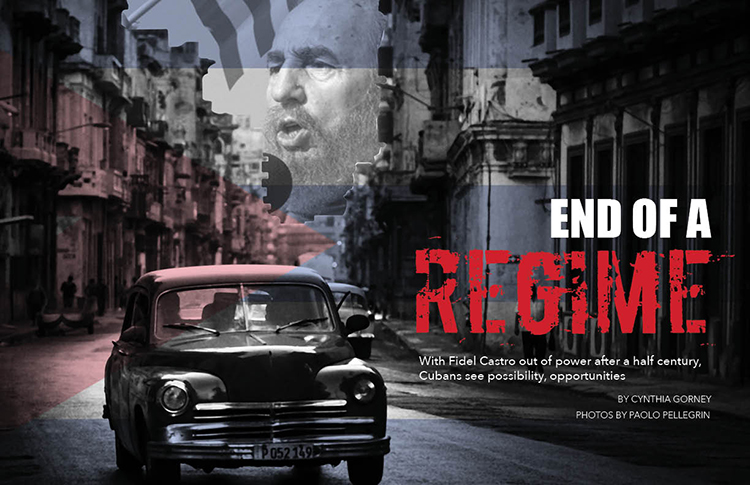 END OF A
REGIME
With Fidel Castro out of power after a half century,
Cubans see possibility, opportunities
BY CYNTHIA GORNEY
PHOTOS BY PAOLO PELLEGRIN
P 052 149